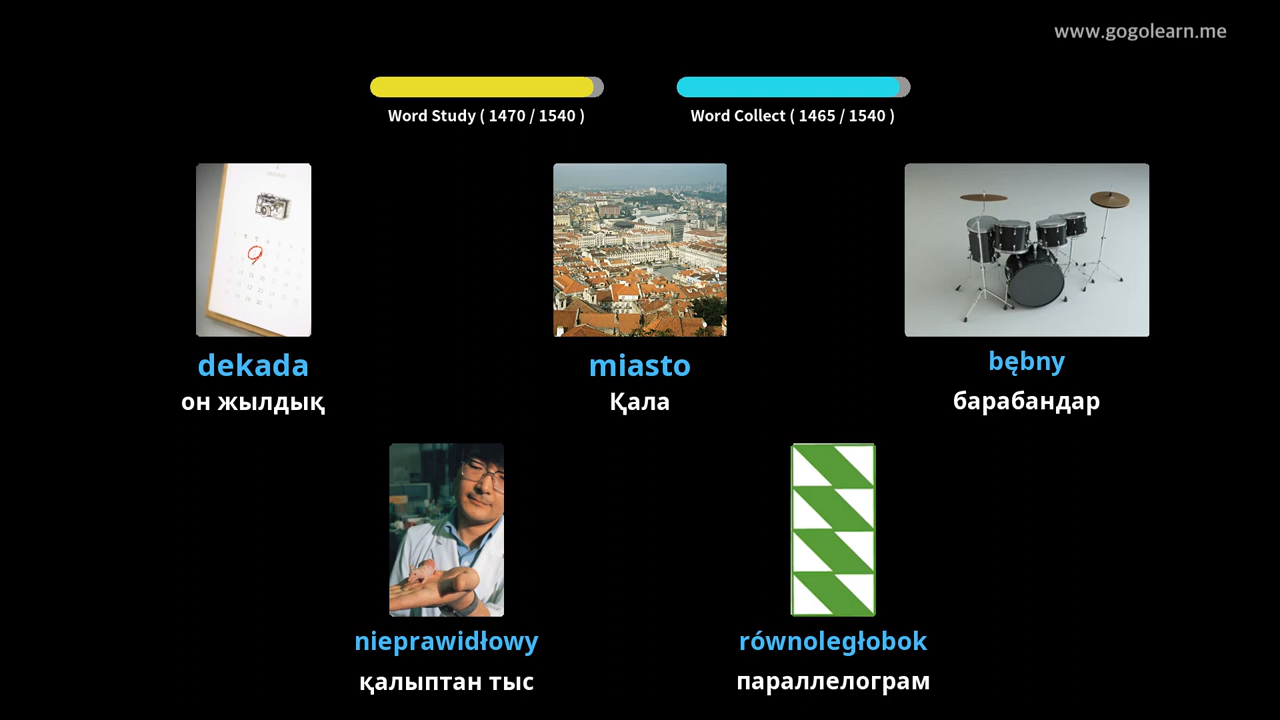 www.gogolearn.me
Word Study ( 1470 / 1540 )
Word Collect ( 1465 / 1540 )
dekada
он жылдық
miasto
Қала
bębny
барабандар
nieprawidłowy
қалыптан тыс
równoległobok
параллелограм